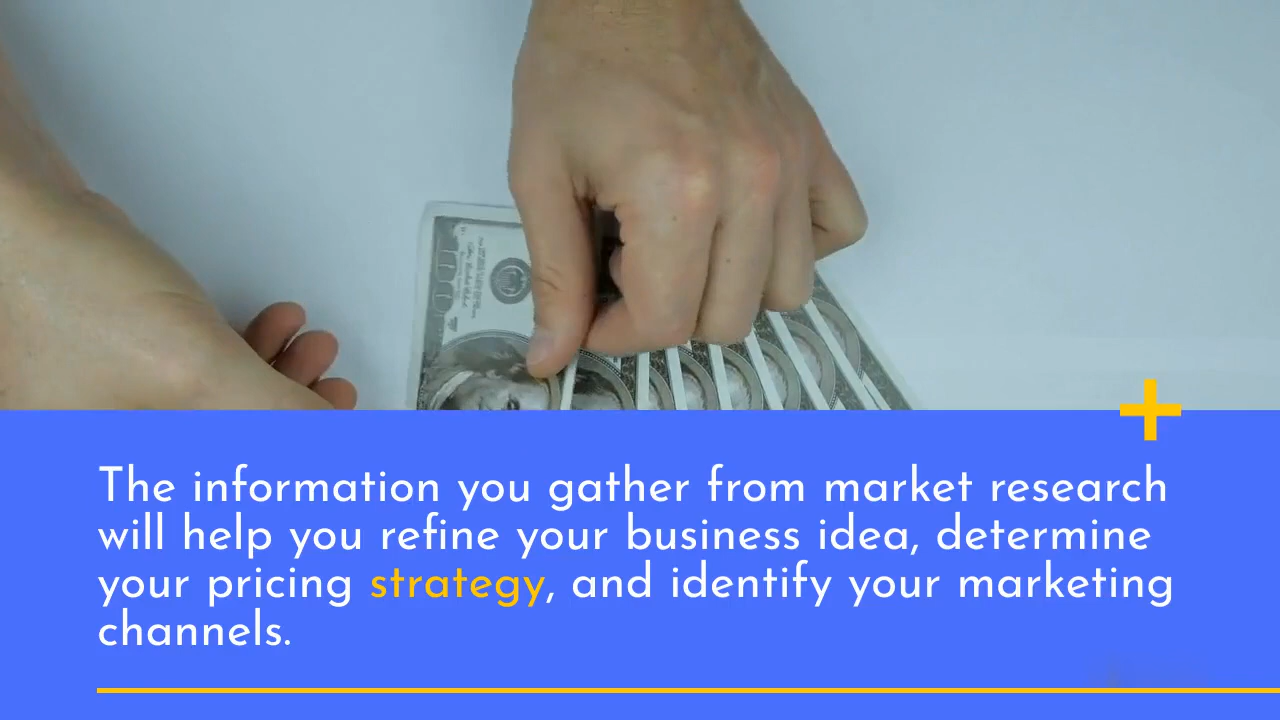 The information you gather from market research
will help you refine your business idea, determine
your pricing strategy, and identify your marketing
channels.